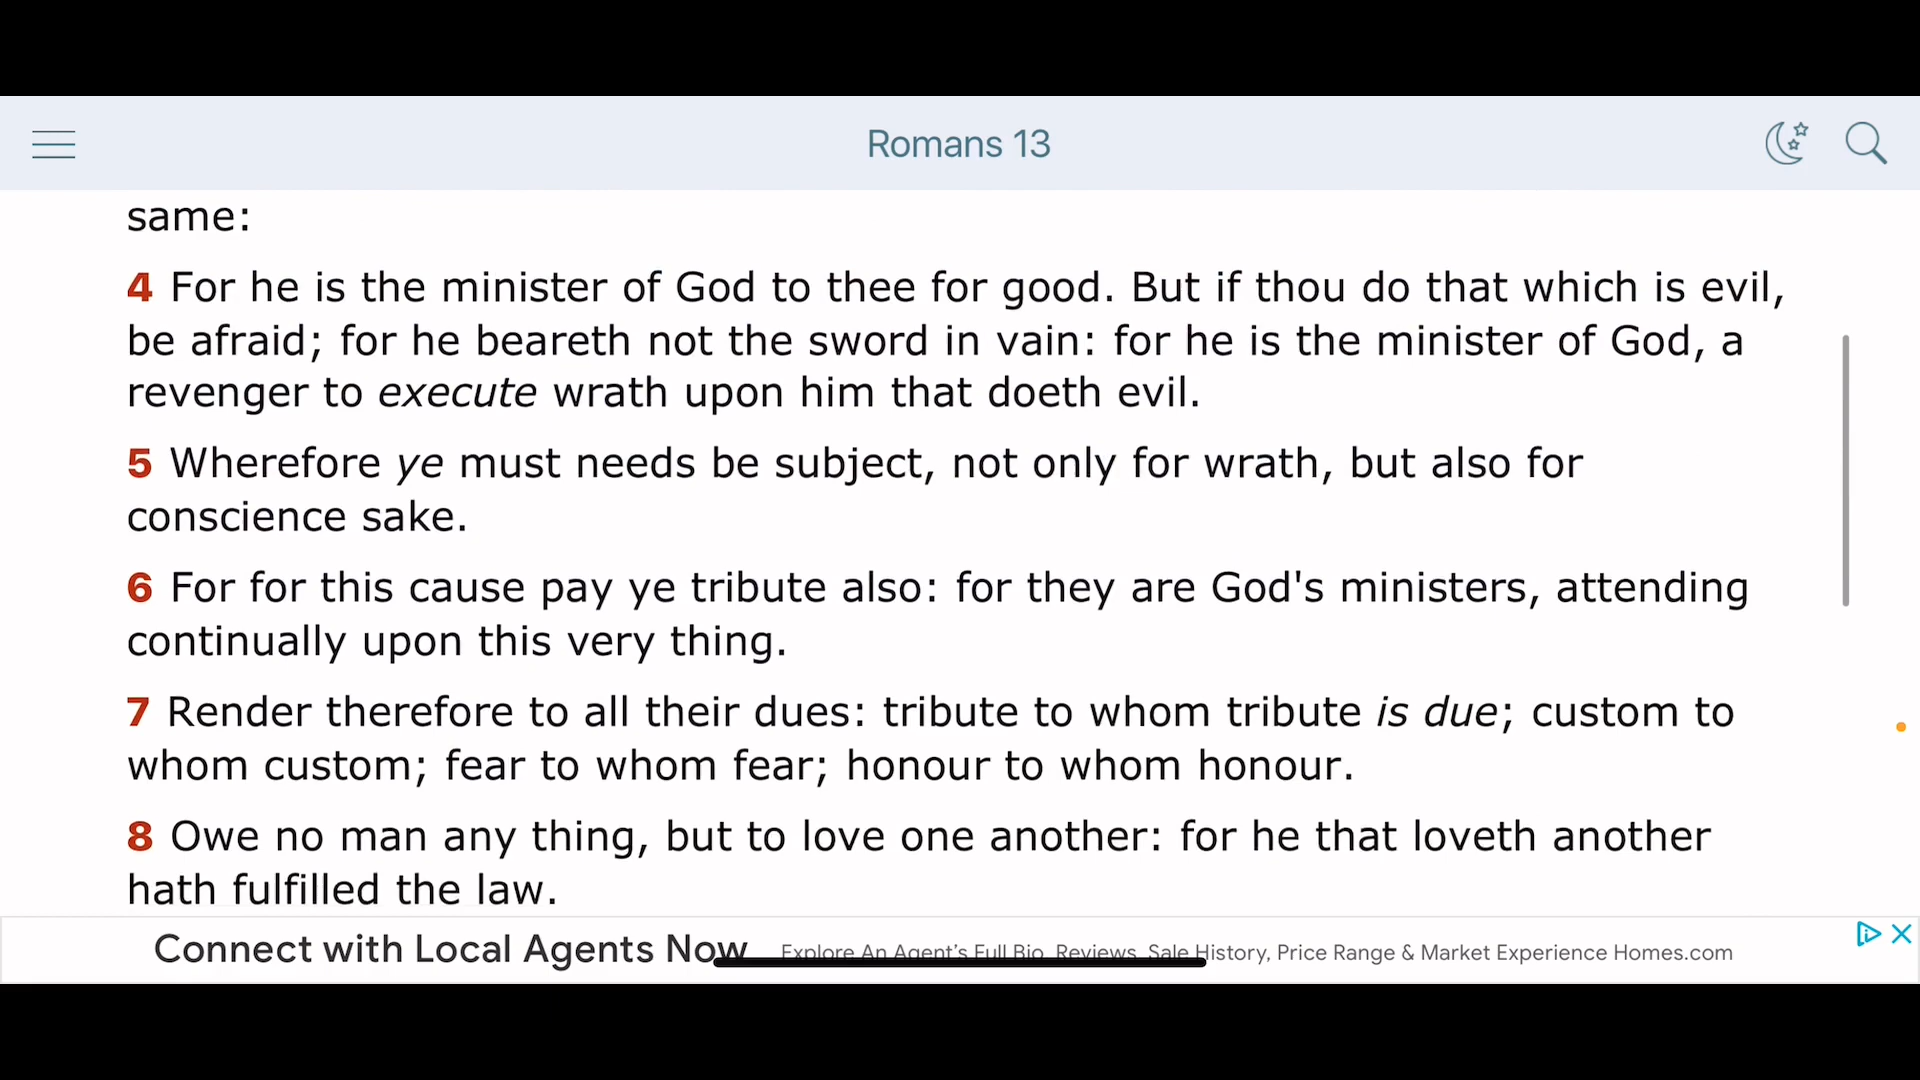 Romans 13
same:
4 For he is the minister of God to thee for good. But if thou do that which is evil,
be afraid; for he beareth not the sword in vain: for he is the minister of God, a
revenger to execute wrath upon him that doeth evil.
5 Wherefore ye must needs be subject, not only for wrath, but also for
conscience sake.
6 For for this cause pay ye tribute also: for they are God's ministers, attending
continually upon this very thing.
7 Render therefore to all their dues: tribute to whom tribute is due; custom to
whom custom; fear to whom fear; honour to whom honour.
8 Owe no man any thing, but to love one another: for he that loveth another
hath fulfilled the law.
Connect with Local Agents Now Explore An Agent's Full Bio, Reviews, Sale History, Price Range & Market Experience Homes.com